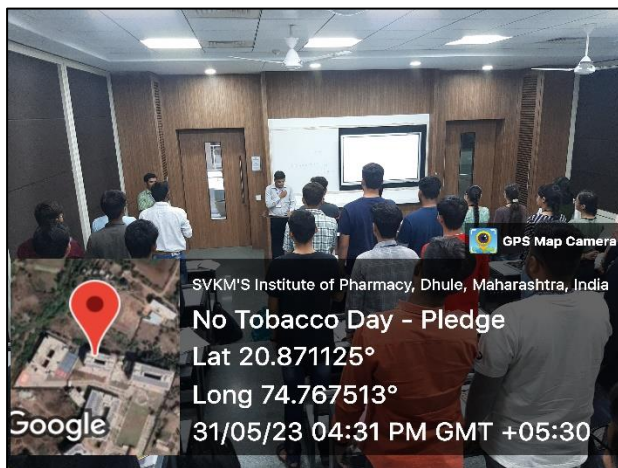 GPS Map Camera
SVKM'S Institute of Pharmacy, Dhule, Maharashtra, India
No Tobacco Day - Pledge
Lat 20.871125°
Long 74.767513°
31/05/23 04:31 PM GMT +05:30
Google